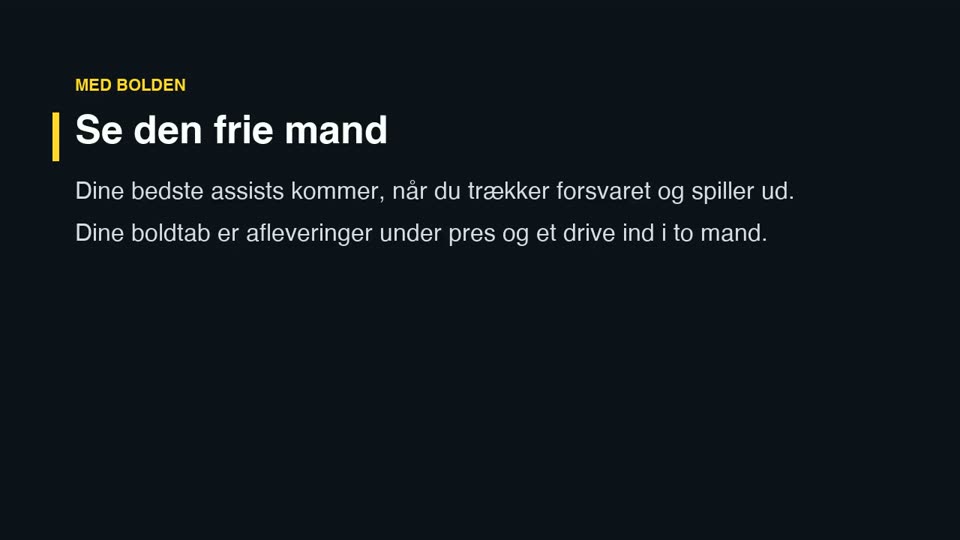 MED BOLDEN
Se den frie mand
Dine bedste assists kommer, når du trækker forsvaret og spiller ud.
Dine boldtab er afleveringer under pres og et drive ind i to mand.